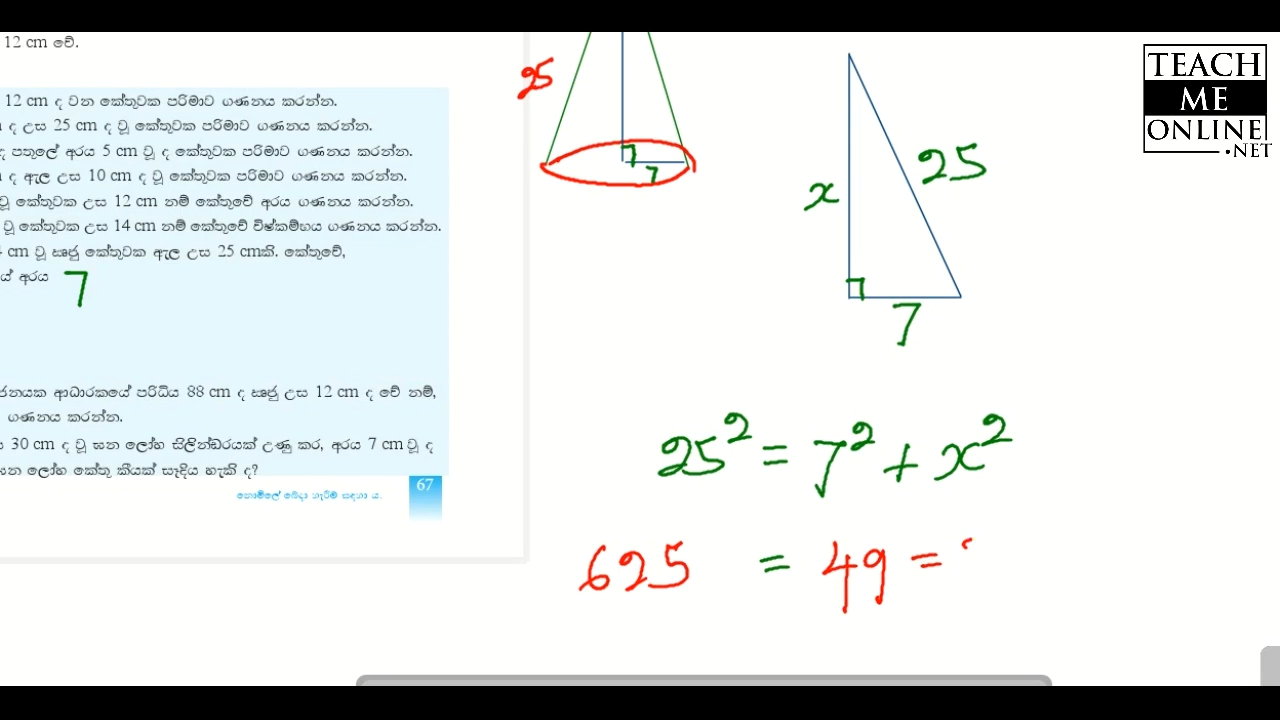 12 cm වේ.
12 cm ද වන කේතුවක පරිමාව ගණනය කරන්න.
ද උස 25 cm ද වූ කේතුවක පරිමාව ගණනය කරන්න.
ද පතුලේ අරය 5 cm වූ ද කේතුවක පරිමාව ගණනය කරන්න.
ද ඇල උස 10 cm ද වූ කේතුවක පරිමාව ගණනය කරන්න.
වූ කේතුවක උස 12 cm නම් කේතුවේ අරය ගණනය කරන්න.
වූ කේතුවක උස 14 cm නම් කේතුවේ විෂ්කම්භය ගණනය කරන්න.
cm වූ ඍජු කේතුවක ඇල උස 25 cmකි. කේතුවේ,
අරය 7
ආධාරකයේ පරිධිය 88 cm ද ඍජු උස 12 cm ද වේ නම්,
ගණනය කරන්න.
30 cm ද වූ ඝන ලෝහ සිලින්ඩරයක් උණු කර, අරය 7 cm වූ ද
ඝන ලෝහ කේතු කීයක් සෑදිය හැකි ද?
නොමිලේ බෙදා හැරීම සඳහා ය.
67
25
7
x
25
7
25² = 7² + x²
625 = 49 =
TEACH
ME
ONLINE
.NET